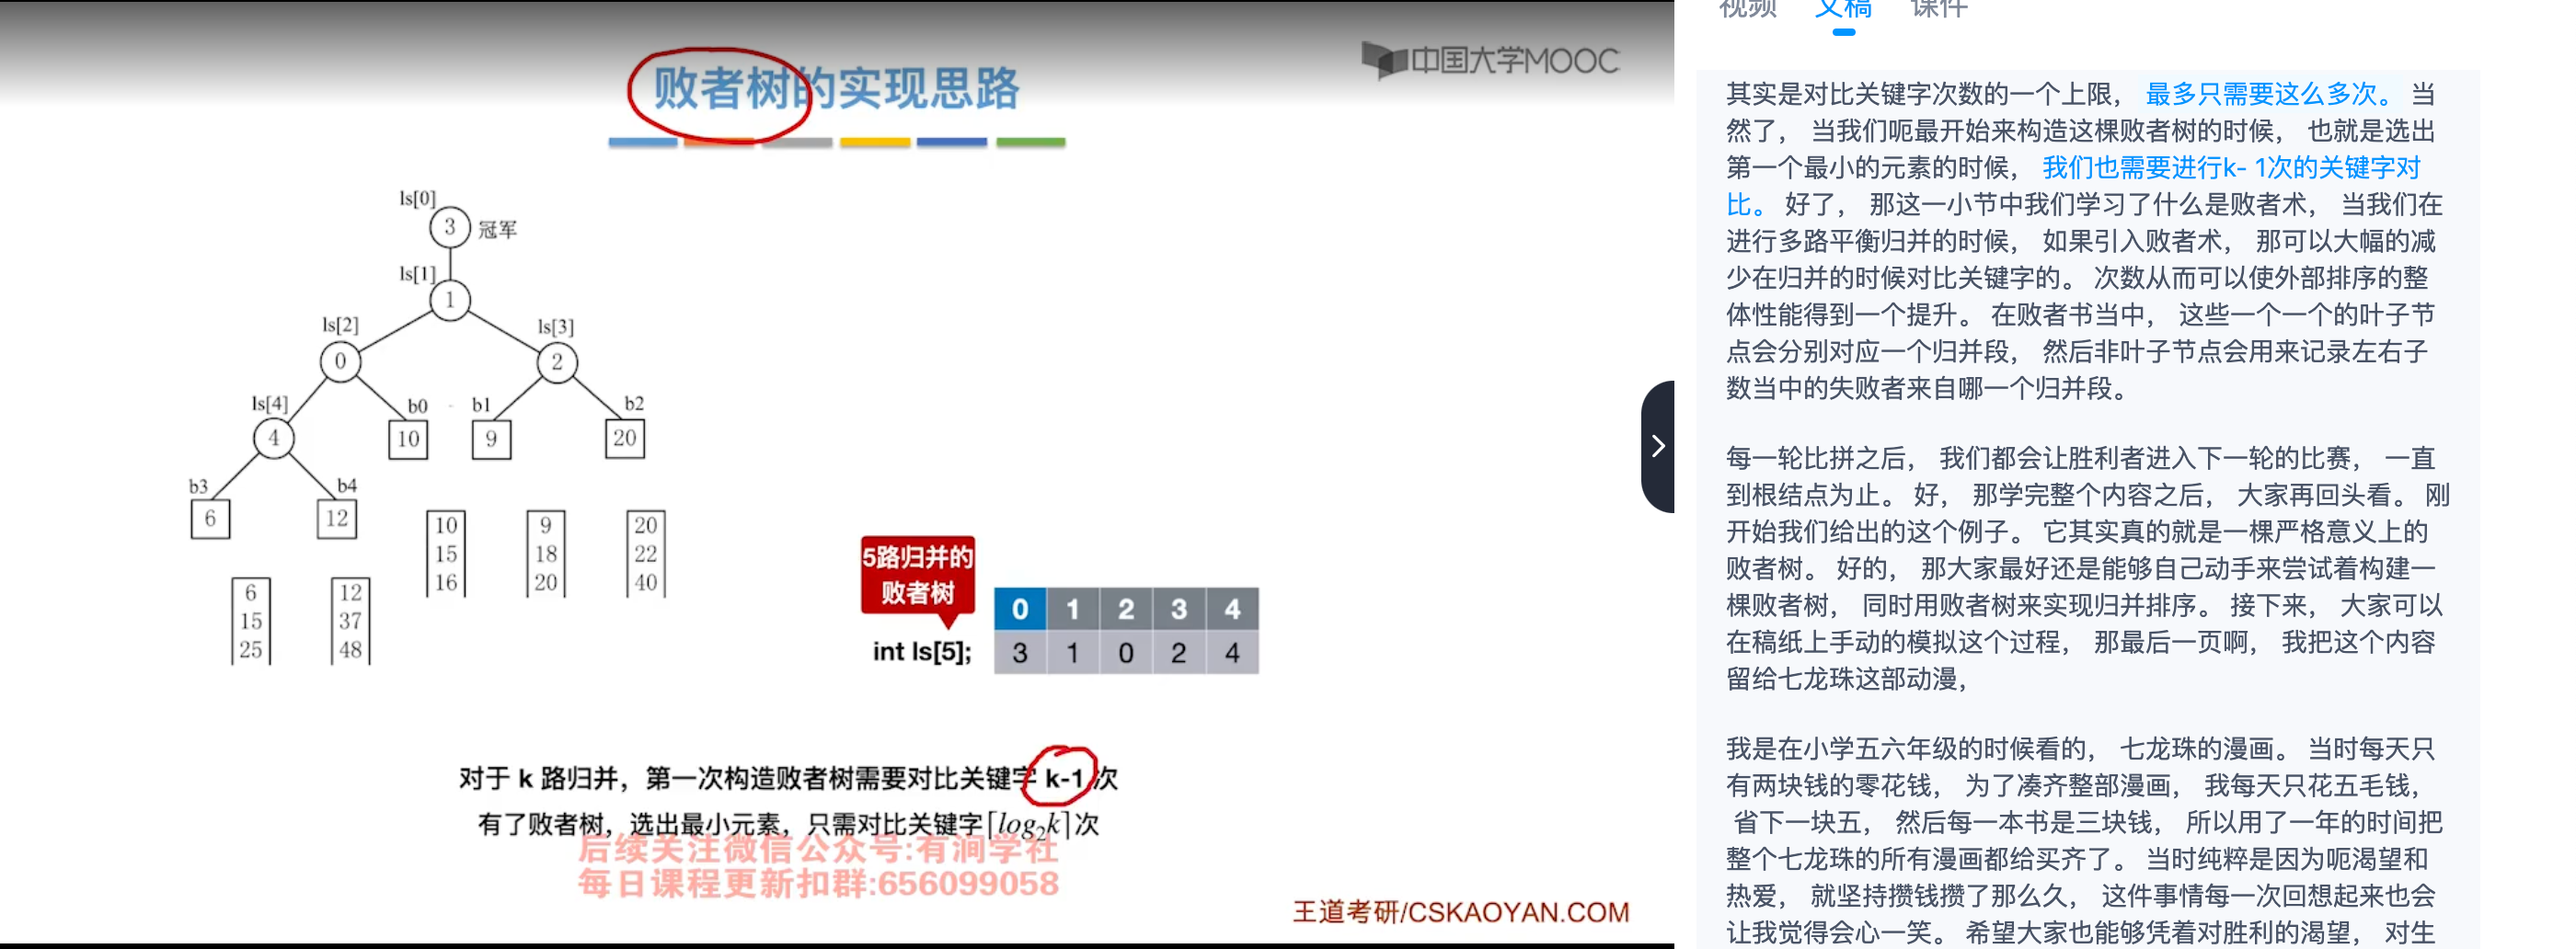 败者树的实现思路
中国大学MOOC
ls[0]
3 冠军
ls[1]
1
ls[2] ls[3]
0 2
ls[4] b0 b1 b2
4 10 9 20
b3 b4
6 12
10 9 20
15 18 22
16 20 40
6 12
15 37
25 48
5路归并的
败者树
0 1 2 3 4
int ls[5]; 3 1 0 2 4
对于 k 路归并，第一次构造败者树需要对比关键字 k-1 次
有了败者树，选出最小元素，只需对比关键字⌈log₂k⌉次
后续关注微信公众号:有涧学社
每日课程更新扣群:656099058
王道考研/CSKAOYAN.COM
视频 文稿 课件
其实是对比关键字次数的一个上限， 最多只需要这么多次。 当
然了， 当我们呃最开始来构造这棵败者树的时候， 也就是选出
第一个最小的元素的时候， 我们也需要进行k- 1次的关键字对
比。 好了， 那这一小节中我们学习了什么是败者术， 当我们在
进行多路平衡归并的时候， 如果引入败者术， 那可以大幅的减
少在归并的时候对比关键字的。 次数从而可以使外部排序的整
体性能得到一个提升。 在败者书当中， 这些一个一个的叶子节
点会分别对应一个归并段， 然后非叶子节点会用来记录左右子
数当中的失败者来自哪一个归并段。
每一轮比拼之后， 我们都会让胜利者进入下一轮的比赛， 一直
到根结点为止。 好， 那学完整个内容之后， 大家再回头看。 刚
开始我们给出的这个例子。 它其实真的就是一棵严格意义上的
败者树。 好的， 那大家最好还是能够自己动手来尝试着构建一
棵败者树， 同时用败者树来实现归并排序。 接下来， 大家可以
在稿纸上手动的模拟这个过程， 那最后一页啊， 我把这个内容
留给七龙珠这部动漫，
我是在小学五六年级的时候看的， 七龙珠的漫画。 当时每天只
有两块钱的零花钱， 为了凑齐整部漫画， 我每天只花五毛钱，
省下一块五， 然后每一本书是三块钱， 所以用了一年的时间把
整个七龙珠的所有漫画都给买齐了。 当时纯粹是因为呃渴望和
热爱， 就坚持攒钱攒了那么久， 这件事情每一次回想起来也会
让我觉得会心一笑。 希望大家也能够凭着对胜利的渴望， 对生